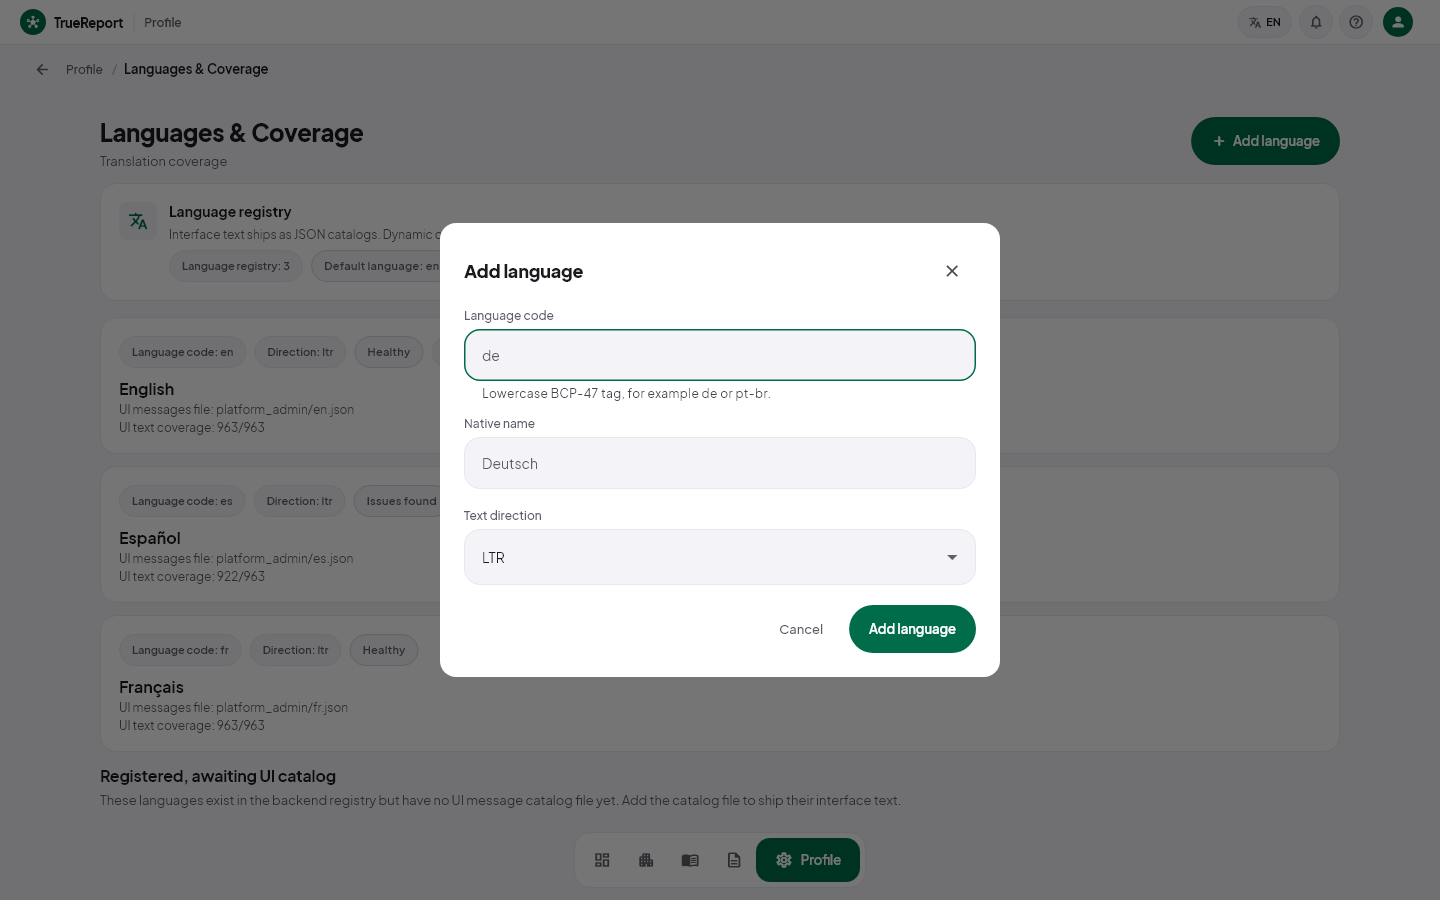 TrueReport
Profile
EN
Profile / Languages & Coverage
Languages & Coverage
Translation coverage
+ Add language
Language registry
Interface text ships as JSON catalogs. Dynamic
Language registry: 3
Default language: en
Language code: en
Direction: ltr
Healthy
English
UI messages file: platform_admin/en.json
UI text coverage: 963/963
Language code: es
Direction: ltr
Issues found
Español
UI messages file: platform_admin/es.json
UI text coverage: 922/963
Language code: fr
Direction: ltr
Healthy
Français
UI messages file: platform_admin/fr.json
UI text coverage: 963/963
Registered, awaiting UI catalog
These languages exist in the backend registry but have no UI message catalog file yet. Add the catalog file to ship their interface text.
Add language
Language code
de
Lowercase BCP-47 tag, for example de or pt-br.
Native name
Deutsch
Text direction
LTR
Cancel
Add language
Profile